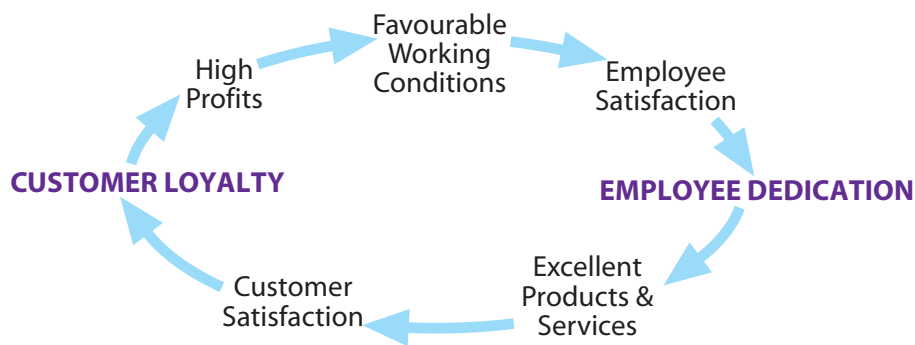 Favourable
Working
Conditions
High
Profits
Employee
Satisfaction
CUSTOMER LOYALTY
EMPLOYEE DEDICATION
Excellent
Products &
Services
Customer
Satisfaction